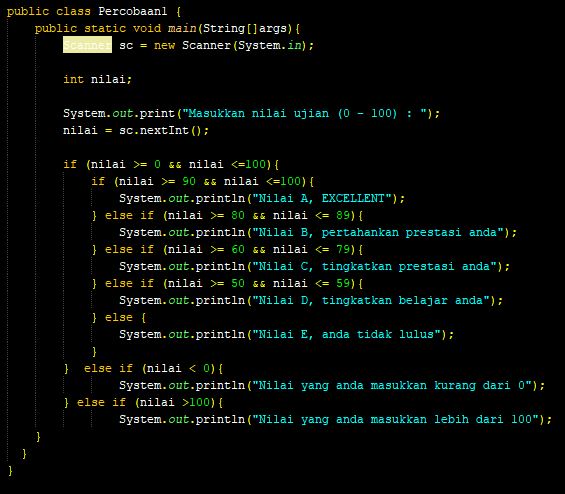 public class Percobaan1 {
public static void main(String[]args){
Scanner sc = new Scanner(System.in);
int nilai;
System.out.print("Masukkan nilai ujian (0 - 100) : ");
nilai = sc.nextInt();
if (nilai >= 0 && nilai <=100){
if (nilai >= 90 && nilai <=100){
System.out.println("Nilai A, EXCELLENT");
} else if (nilai >= 80 && nilai <= 89){
System.out.println("Nilai B, pertahankan prestasi anda");
} else if (nilai >= 60 && nilai <= 79){
System.out.println("Nilai C, tingkatkan prestasi anda");
} else if (nilai >= 50 && nilai <= 59){
System.out.println("Nilai D, tingkatkan belajar anda");
} else {
System.out.println("Nilai E, anda tidak lulus");
}
} else if (nilai < 0){
System.out.println("Nilai yang anda masukkan kurang dari 0");
} else if (nilai >100){
System.out.println("Nilai yang anda masukkan lebih dari 100");
}
}
}